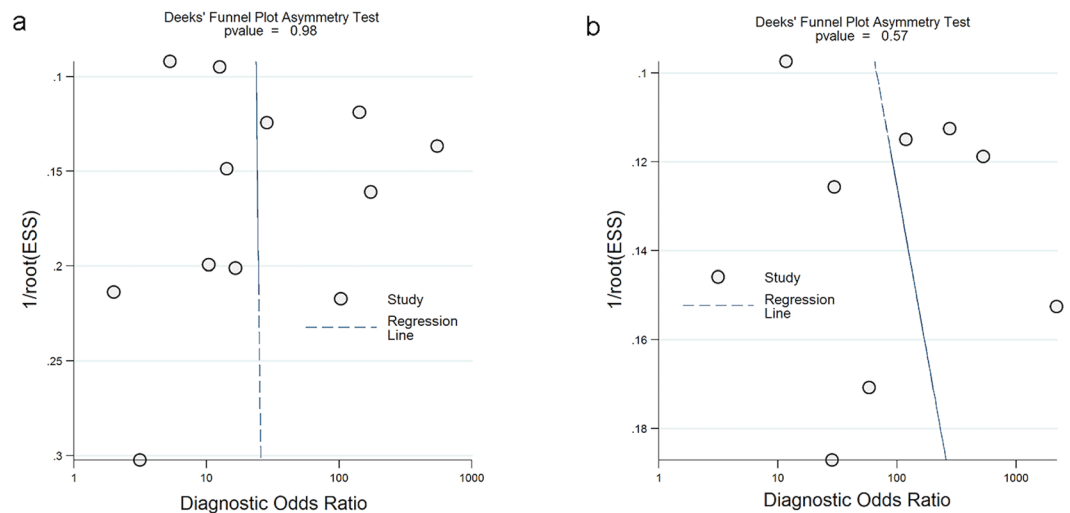 a
Deeks' Funnel Plot Asymmetry Test
pvalue = 0.98
.1
.15
.2
.25
.3
1/root(ESS)
Study
Regression
Line
1
10
100
1000
Diagnostic Odds Ratio
b
Deeks' Funnel Plot Asymmetry Test
pvalue = 0.57
.1
.12
.14
.16
.18
1/root(ESS)
Study
Regression
Line
1
10
100
1000
Diagnostic Odds Ratio